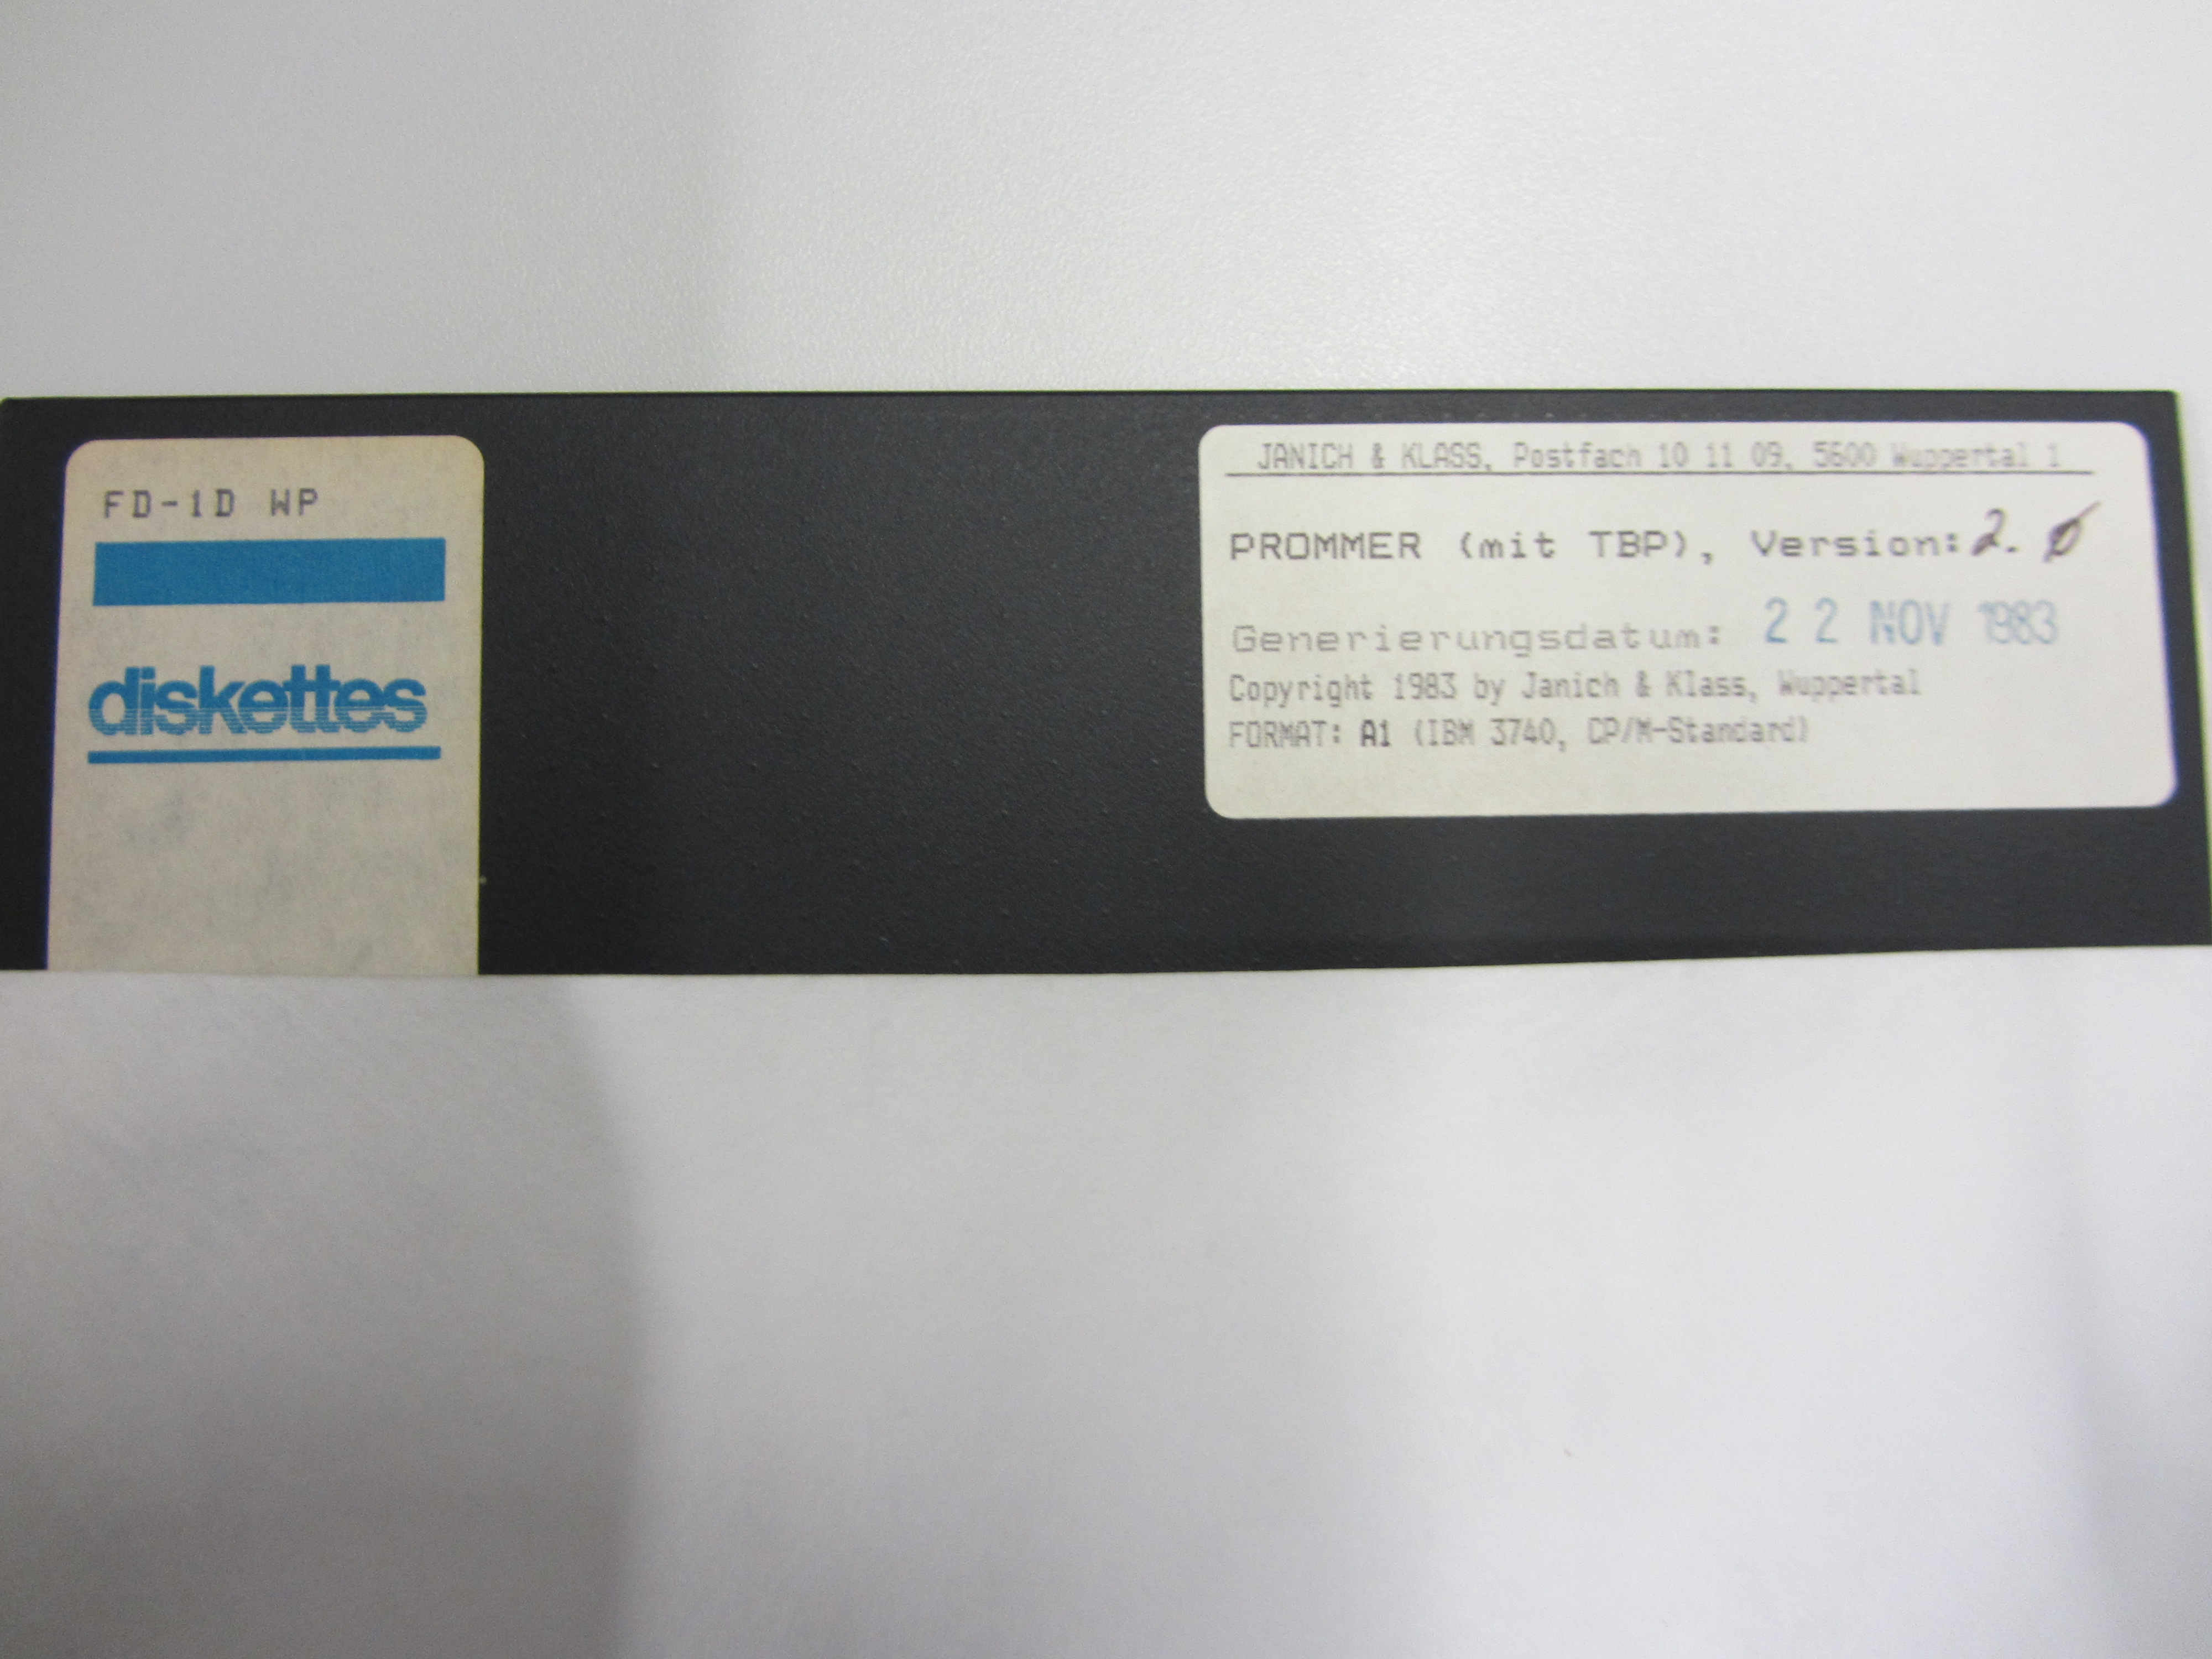 FD-1D WP
diskettes
JANICH & KLASS, Postfach 10 11 09, 5600 Wuppertal 1
PROMMER (mit TBP), Version: 2.0
Generierungsdatum: 22 NOV 1983
Copyright 1983 by Janich & Klass, Wuppertal
FORMAT: A1 (IBM 3740, CP/M-Standard)